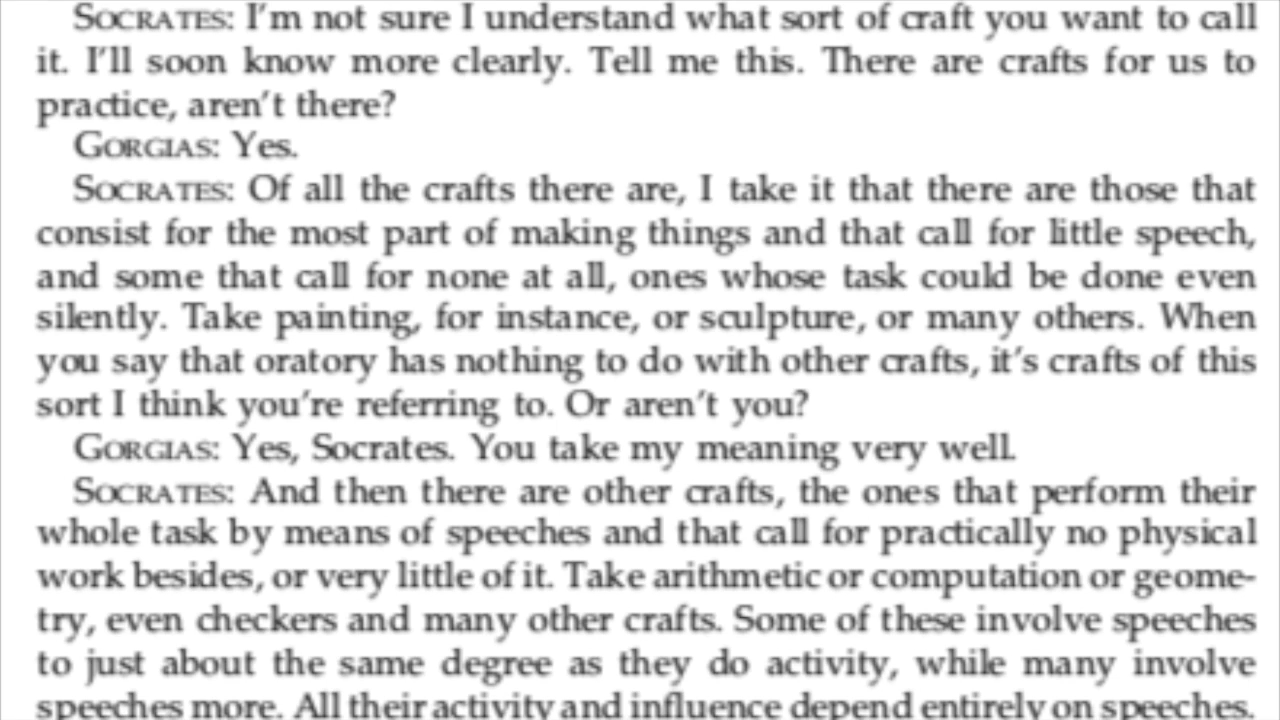 SOCRATES: I'm not sure I understand what sort of craft you want to call
it. I'll soon know more clearly. Tell me this. There are crafts for us to
practice, aren't there?
GORGIAS: Yes.
SOCRATES: Of all the crafts there are, I take it that there are those that
consist for the most part of making things and that call for little speech,
and some that call for none at all, ones whose task could be done even
silently. Take painting, for instance, or sculpture, or many others. When
you say that oratory has nothing to do with other crafts, it's crafts of this
sort I think you're referring to. Or aren't you?
GORGIAS: Yes, Socrates. You take my meaning very well.
SOCRATES: And then there are other crafts, the ones that perform their
whole task by means of speeches and that call for practically no physical
work besides, or very little of it. Take arithmetic or computation or geome-
try, even checkers and many other crafts. Some of these involve speeches
to just about the same degree as they do activity, while many involve
speeches more. All their activity and influence depend entirely on speeches.